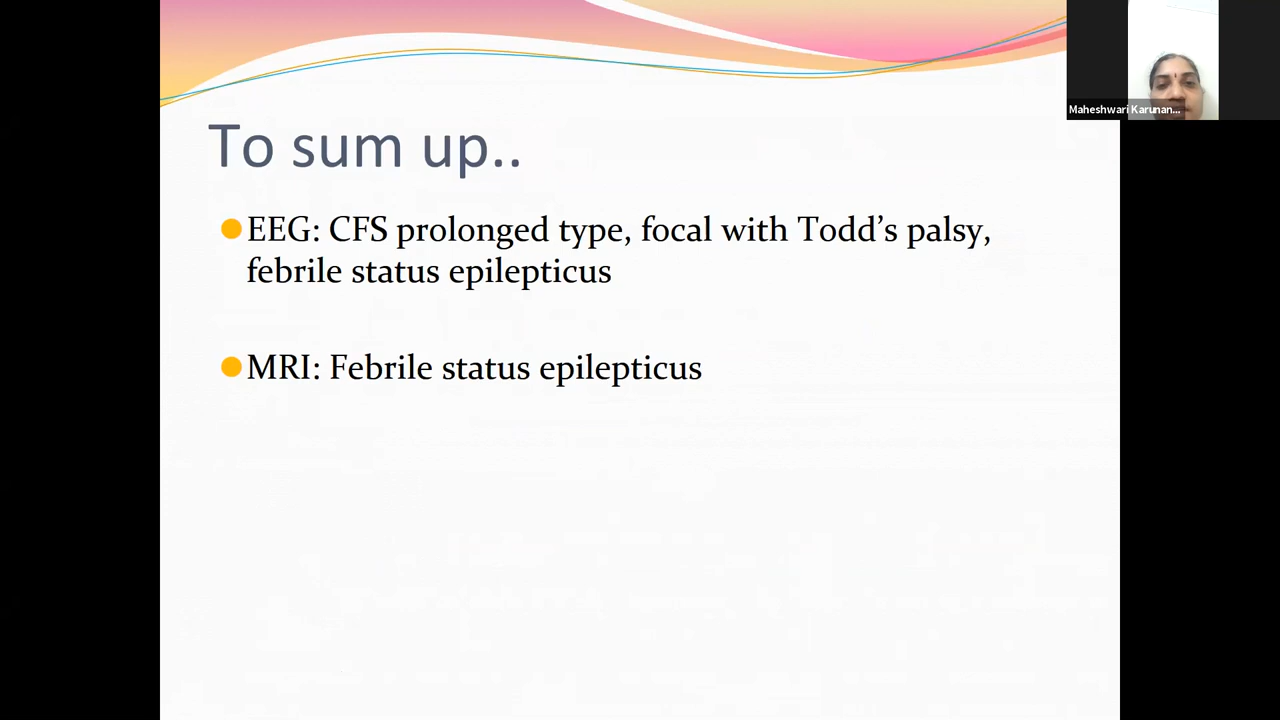 Maheshwari Karunan...
To sum up..
EEG: CFS prolonged type, focal with Todd’s palsy,
febrile status epilepticus
MRI: Febrile status epilepticus